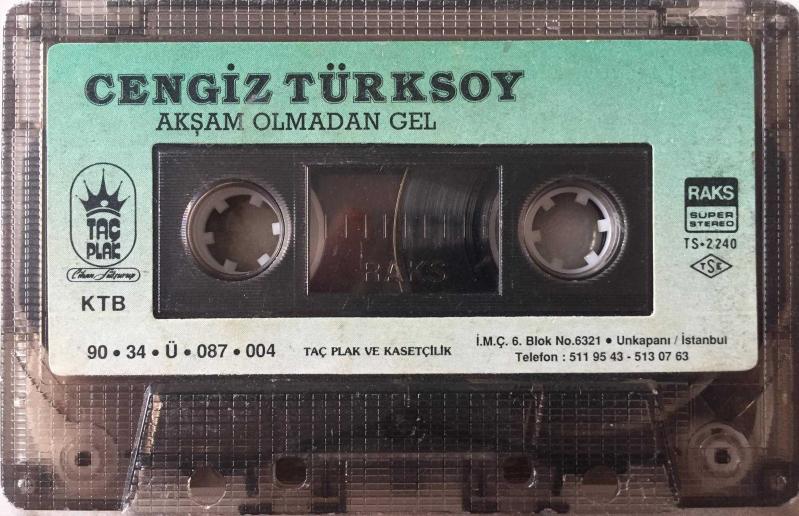 CENGİZ TÜRKSOY
AKŞAM OLMADAN GEL
TAÇ
PLAK
KTB
RAKS
RAKS
SÜPER
STEREO
TS•2240
TSE
90 • 34 • Ü • 087 • 004
TAÇ PLAK VE KASETÇİLİK
İ.M.Ç. 6. Blok No.6321 • Unkapanı / İstanbul
Telefon : 511 95 43 - 513 07 63